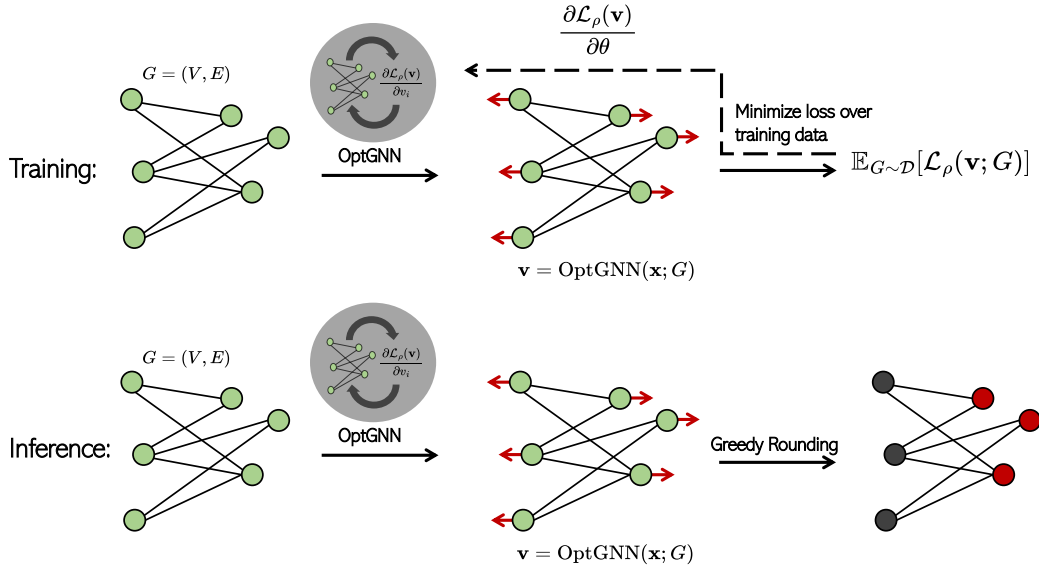 ∂ℒ_ρ(𝐯)
∂θ
G = (V, E)
∂ℒ_ρ(𝐯)
∂v_i
Minimize loss over
training data
OptGNN
Training:
𝔼_{G∼𝒟}[ℒ_ρ(𝐯; G)]
𝐯 = OptGNN(𝐱; G)
G = (V, E)
∂ℒ_ρ(𝐯)
∂v_i
OptGNN
Inference:
Greedy Rounding
𝐯 = OptGNN(𝐱; G)